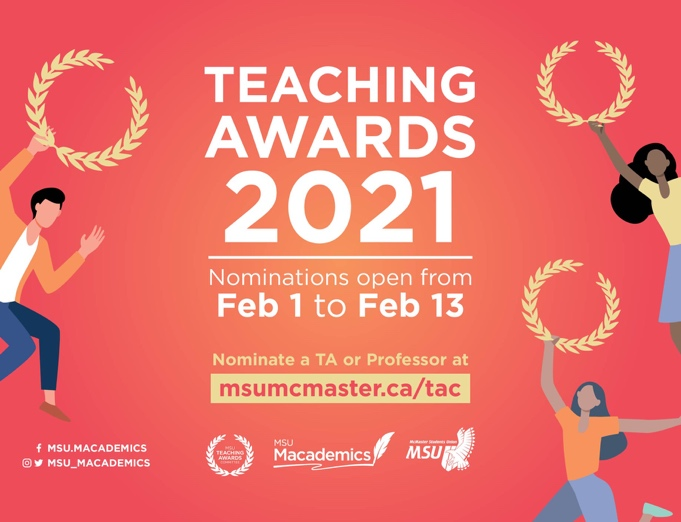 TEACHING
AWARDS
2021
Nominations open from
Feb 1 to Feb 13
Nominate a TA or Professor at
msumcmaster.ca/tac
MSU.MACADEMICS
MSU_MACADEMICS
MSU
TEACHING
AWARDS
COMMITTEE
MSU
Macademics
McMaster Students Union
MSU